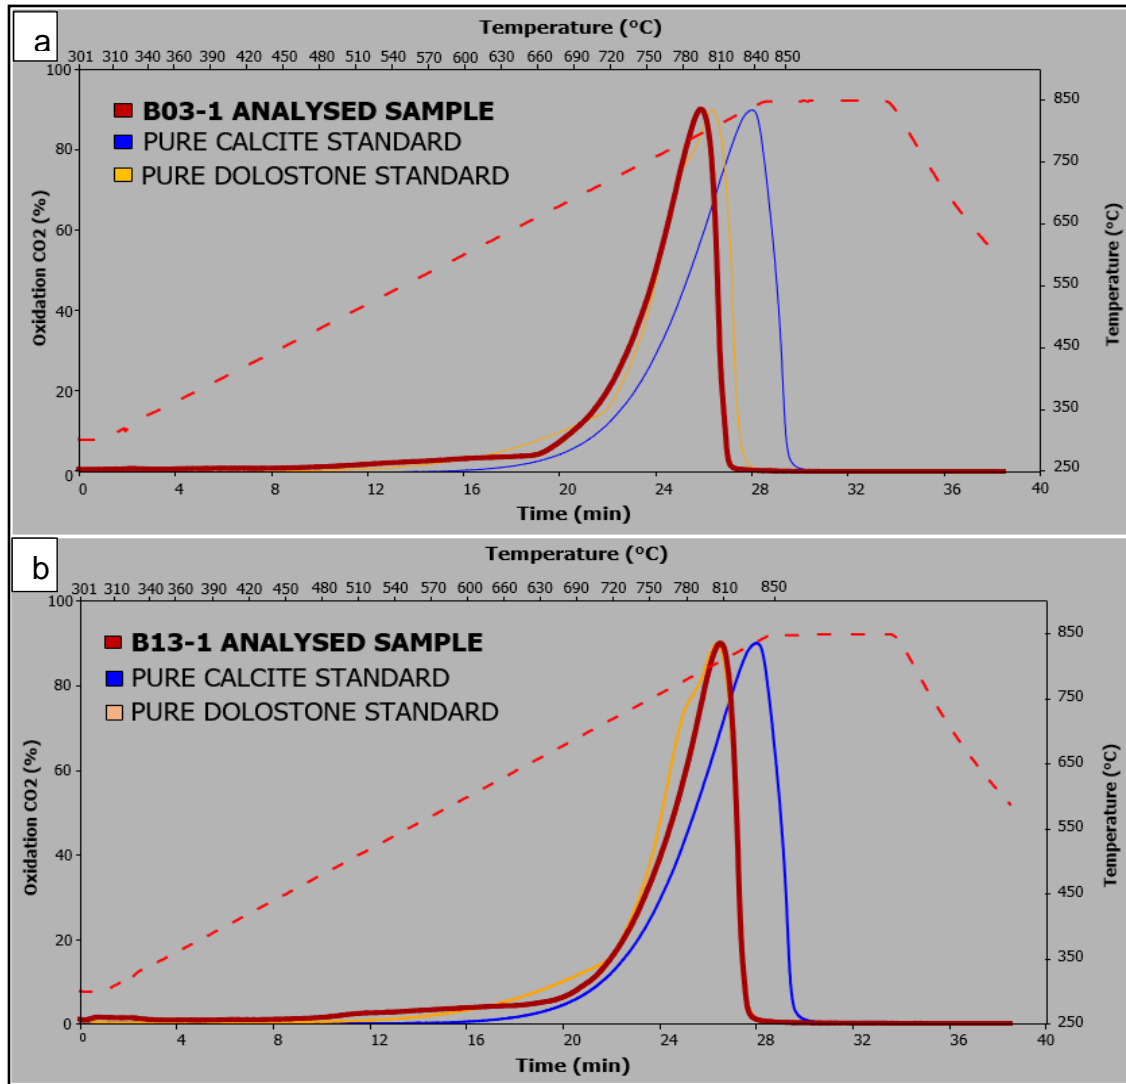 a
Temperature (°C)
301 310 340 360 390 420 450 480 510 540 570 600 630 660 690 720 750 780 810 840 850
100
80
60
40
20
0
Oxidation CO2 (%)
B03-1 ANALYSED SAMPLE
PURE CALCITE STANDARD
PURE DOLOSTONE STANDARD
850
750
650
550
450
350
250
Temperature (°C)
0 4 8 12 16 20 24 28 32 36 40
Time (min)
b
Temperature (°C)
301 310 340 360 390 420 450 480 510 540 570 600 660 630 690 720 750 780 810 850
100
80
60
40
20
0
Oxidation CO2 (%)
B13-1 ANALYSED SAMPLE
PURE CALCITE STANDARD
PURE DOLOSTONE STANDARD
850
750
650
550
450
350
250
Temperature (°C)
0 4 8 12 16 20 24 28 32 36 40
Time (min)